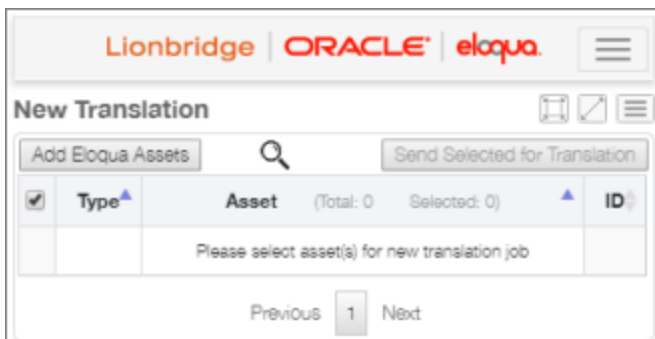 Lionbridge | ORACLE® | eloqua.
New Translation
Add Eloqua Assets Send Selected for Translation
Type Asset (Total: 0 Selected: 0) ID
Please select asset(s) for new translation job
Previous 1 Next